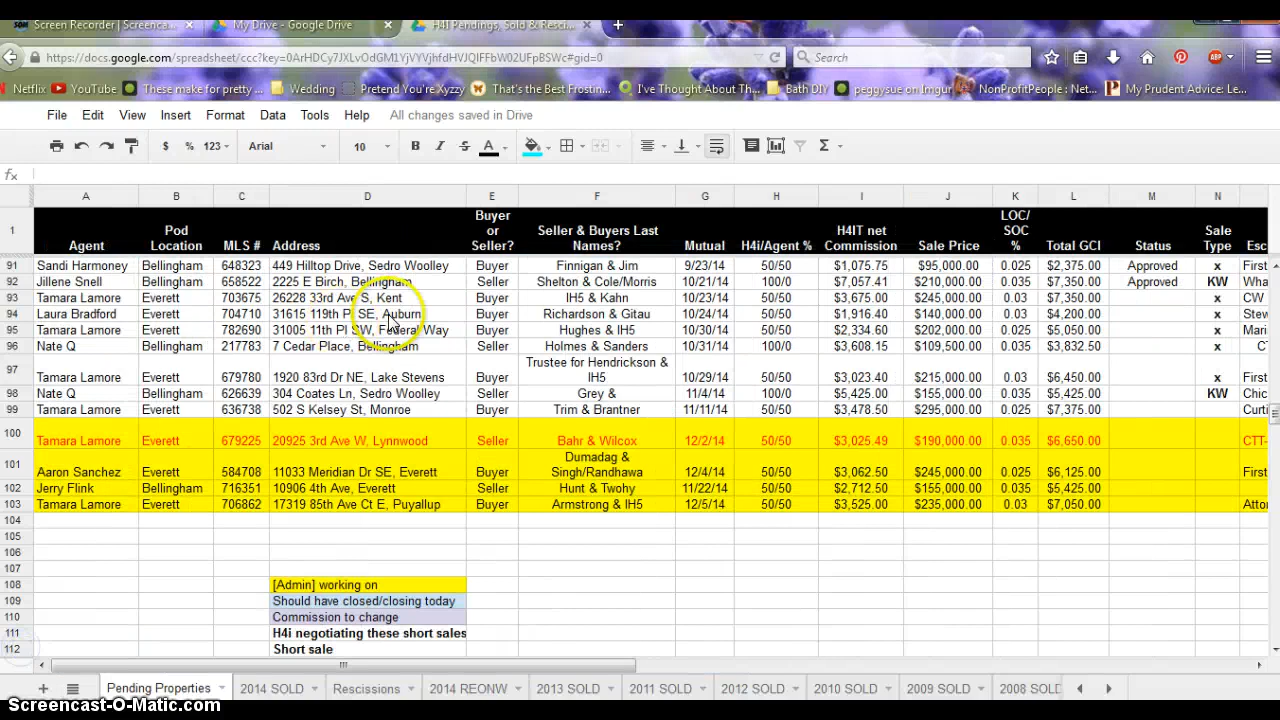 Screen Recorder | Screencast- × My Drive - Google Drive × H4I Pendings, Sold & Resci... × +
https://docs.google.com/spreadsheet/ Search
Netflix YouTube These make for pretty ... Wedding Pretend You're Xyzzy That's the Best Frostin... I've Thought About Tha... Bath DIY peggysue on Imgur NonProfitPeople : Net... My Prudent Advice: Le...
File Edit View Insert Format Data Tools Help All changes saved in Drive
$ % 123 Arial 10 B I S A Σ
fx
A B C D E F G H I J K L M N
1 Agent Pod Location MLS # Address Buyer or Seller? Seller & Buyers Last Names? Mutual H4i/Agent % H4IT net Commission Sale Price LOC/ SOC % Total GCI Status Sale Type Esc
91 Sandi Harmoney Bellingham 648323 449 Hilltop Drive, Sedro Woolley Buyer Finnigan & Jim 9/23/14 50/50 $1,075.75 $95,000.00 0.025 $2,375.00 Approved x First
92 Jillene Snell Bellingham 658522 2225 E Birch, Bellingham Seller Shelton & Cole/Morris 10/21/14 100/0 $7,057.41 $210,000.00 0.035 $7,350.00 Approved KW Wha
93 Tamara Lamore Everett 703675 26228 33rd Ave S, Kent Buyer IH5 & Kahn 10/23/14 50/50 $3,675.00 $245,000.00 0.03 $7,350.00 x CW
94 Laura Bradford Everett 704710 31615 119th Pl SE, Auburn Buyer Richardson & Gitau 10/24/14 50/50 $1,916.40 $140,000.00 0.03 $4,200.00 x Stew
95 Tamara Lamore Everett 782690 31005 11th Pl SW, Federal Way Buyer Hughes & IH5 10/30/14 50/50 $2,334.60 $202,000.00 0.025 $5,050.00 x Mari
96 Nate Q Bellingham 217783 7 Cedar Place, Bellingham Seller Holmes & Sanders 10/31/14 100/0 $3,608.15 $109,500.00 0.035 $3,832.50 x CT
97 Tamara Lamore Everett 679780 1920 83rd Dr NE, Lake Stevens Buyer Trustee for Hendrickson & IH5 10/29/14 50/50 $3,023.40 $215,000.00 0.03 $6,450.00 x First
98 Nate Q Bellingham 626639 304 Coates Ln, Sedro Woolley Seller Grey & 11/4/14 100/0 $5,425.00 $155,000.00 0.035 $5,425.00 KW Chic
99 Tamara Lamore Everett 636738 502 S Kelsey St, Monroe Buyer Trim & Brantner 11/11/14 50/50 $3,478.50 $295,000.00 0.025 $7,375.00 Curti
100 Tamara Lamore Everett 679225 20925 3rd Ave W, Lynnwood Seller Bahr & Wilcox 12/2/14 50/50 $3,025.49 $190,000.00 0.035 $6,650.00 CTT-
101 Aaron Sanchez Everett 584708 11033 Meridian Dr SE, Everett Buyer Dumadag & Singh/Randhawa 12/4/14 50/50 $3,062.50 $245,000.00 0.025 $6,125.00 First
102 Jerry Flink Bellingham 716351 10906 4th Ave, Everett Seller Hunt & Twohy 11/22/14 50/50 $2,712.50 $155,000.00 0.035 $5,425.00
103 Tamara Lamore Everett 706862 17319 85th Ave Ct E, Puyallup Buyer Armstrong & IH5 12/5/14 50/50 $3,525.00 $235,000.00 0.03 $7,050.00 Attor
104
105
106
107
108 [Admin] working on
109 Should have closed/closing today
110 Commission to change
111 H4i negotiating these short sales
112 Short sale
+ Pending Properties 2014 SOLD Rescissions 2014 REONW 2013 SOLD 2011 SOLD 2012 SOLD 2010 SOLD 2009 SOLD 2008 SOLD
Screencast-O-Matic.com